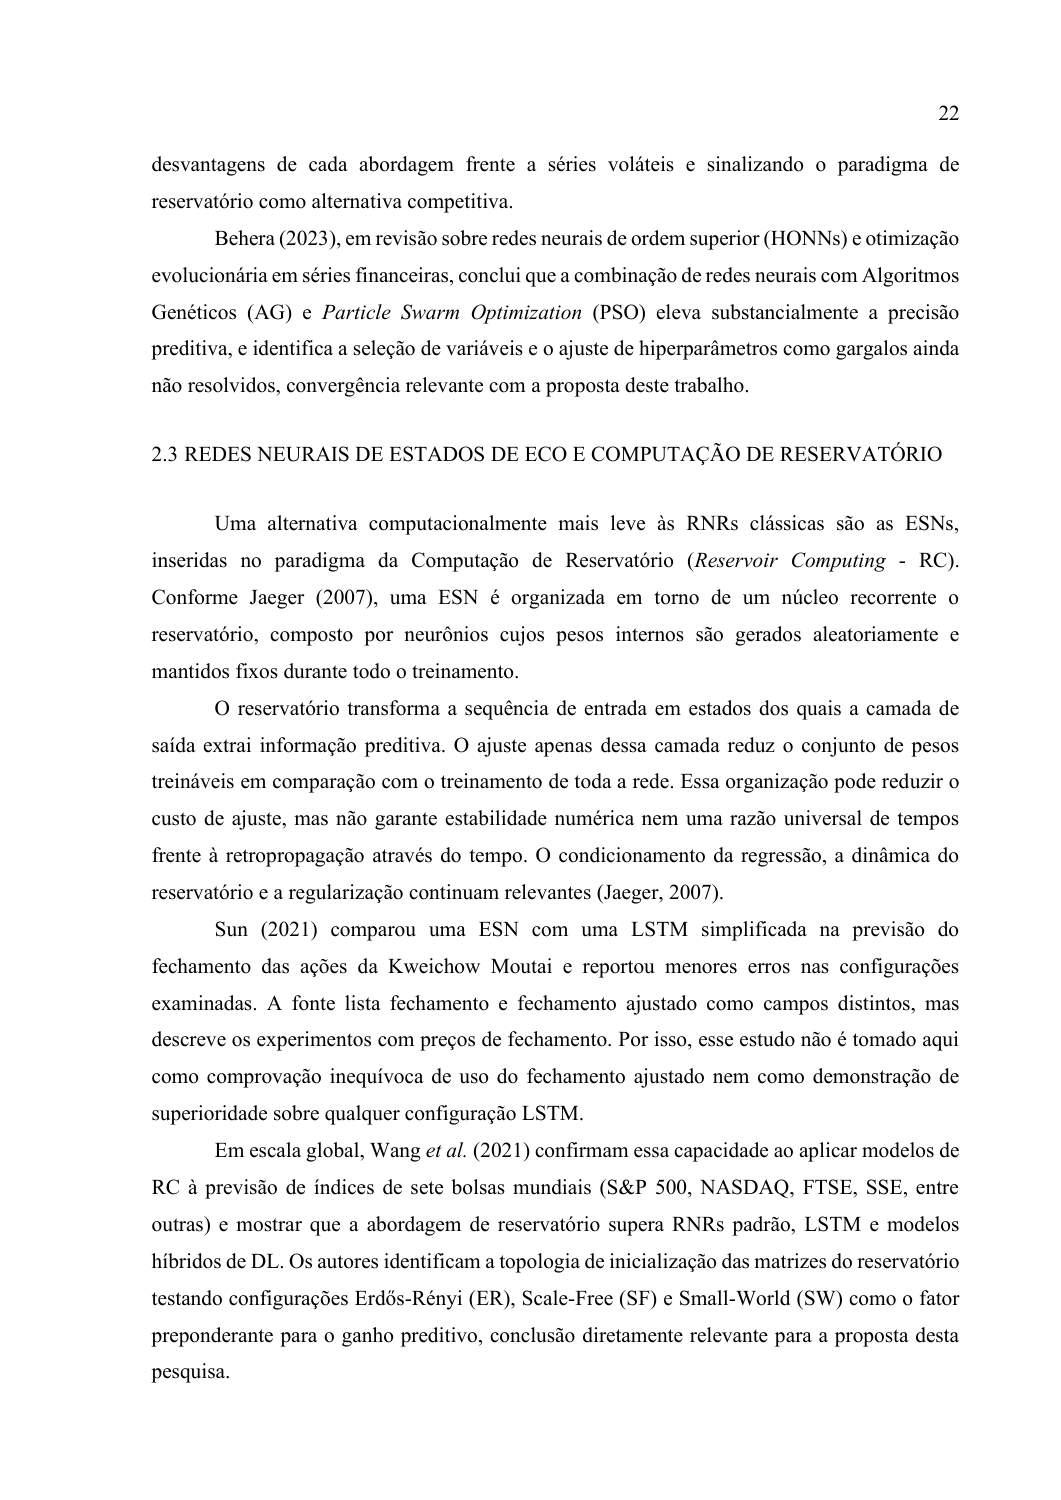 22
desvantagens de cada abordagem frente a séries voláteis e sinalizando o paradigma de
reservatório como alternativa competitiva.
Behera (2023), em revisão sobre redes neurais de ordem superior (HONNs) e otimização
evolucionária em séries financeiras, conclui que a combinação de redes neurais com Algoritmos
Genéticos (AG) e Particle Swarm Optimization (PSO) eleva substancialmente a precisão
preditiva, e identifica a seleção de variáveis e o ajuste de hiperparâmetros como gargalos ainda
não resolvidos, convergência relevante com a proposta deste trabalho.
2.3 REDES NEURAIS DE ESTADOS DE ECO E COMPUTAÇÃO DE RESERVATÓRIO
Uma alternativa computacionalmente mais leve às RNRs clássicas são as ESNs,
inseridas no paradigma da Computação de Reservatório (Reservoir Computing - RC).
Conforme Jaeger (2007), uma ESN é organizada em torno de um núcleo recorrente o
reservatório, composto por neurônios cujos pesos internos são gerados aleatoriamente e
mantidos fixos durante todo o treinamento.
O reservatório transforma a sequência de entrada em estados dos quais a camada de
saída extrai informação preditiva. O ajuste apenas dessa camada reduz o conjunto de pesos
treináveis em comparação com o treinamento de toda a rede. Essa organização pode reduzir o
custo de ajuste, mas não garante estabilidade numérica nem uma razão universal de tempos
frente à retropropagação através do tempo. O condicionamento da regressão, a dinâmica do
reservatório e a regularização continuam relevantes (Jaeger, 2007).
Sun (2021) comparou uma ESN com uma LSTM simplificada na previsão do
fechamento das ações da Kweichow Moutai e reportou menores erros nas configurações
examinadas. A fonte lista fechamento e fechamento ajustado como campos distintos, mas
descreve os experimentos com preços de fechamento. Por isso, esse estudo não é tomado aqui
como comprovação inequívoca de uso do fechamento ajustado nem como demonstração de
superioridade sobre qualquer configuração LSTM.
Em escala global, Wang et al. (2021) confirmam essa capacidade ao aplicar modelos de
RC à previsão de índices de sete bolsas mundiais (S&P 500, NASDAQ, FTSE, SSE, entre
outras) e mostrar que a abordagem de reservatório supera RNRs padrão, LSTM e modelos
híbridos de DL. Os autores identificam a topologia de inicialização das matrizes do reservatório
testando configurações Erdős-Rényi (ER), Scale-Free (SF) e Small-World (SW) como o fator
preponderante para o ganho preditivo, conclusão diretamente relevante para a proposta desta
pesquisa.